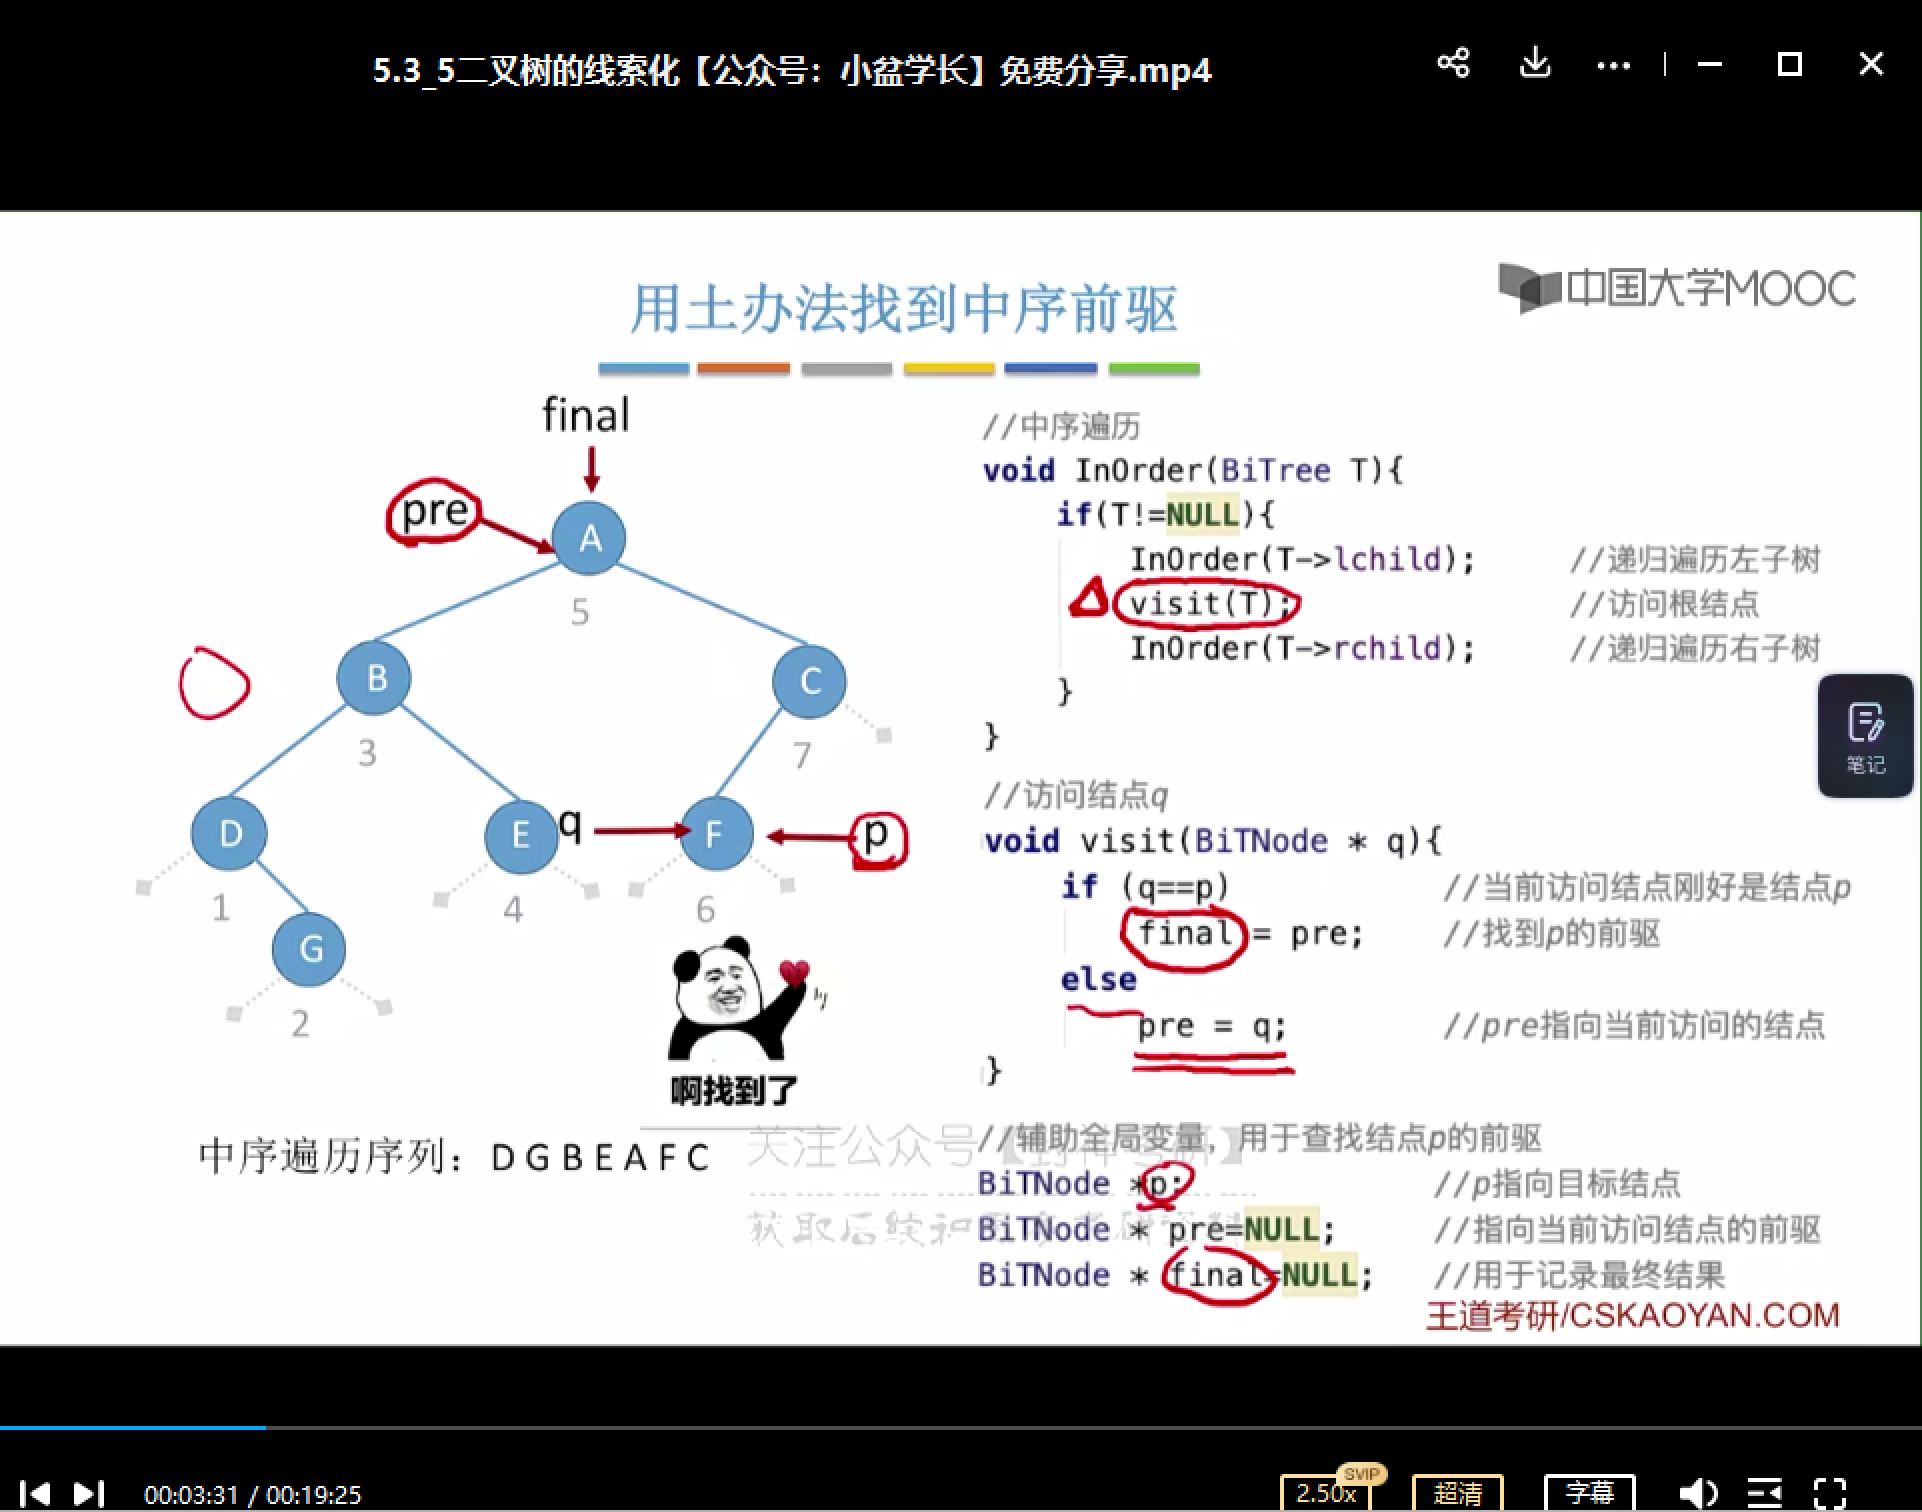 5.3_5二叉树的线索化【公众号：小盆学长】免费分享.mp4
中国大学MOOC
用土办法找到中序前驱
final
pre
A
5
B
C
3
7
D
E
q
F
p
1
4
6
G
2
啊找到了
中序遍历序列：D G B E A F C
//中序遍历
void InOrder(BiTree T){
if(T!=NULL){
InOrder(T->lchild); //递归遍历左子树
visit(T); //访问根结点
InOrder(T->rchild); //递归遍历右子树
}
}
笔记
//访问结点q
void visit(BiTNode * q){
if (q==p) //当前访问结点刚好是结点p
final = pre; //找到p的前驱
else
pre = q; //pre指向当前访问的结点
}
关注公众号
//辅助全局变量，用于查找结点p的前驱
BiTNode *p; //p指向目标结点
获取后续
BiTNode * pre=NULL; //指向当前访问结点的前驱
BiTNode * final=NULL; //用于记录最终结果
王道考研/CSKAOYAN.COM
00:03:31 / 00:19:25
2.50x
SVIP
超清
字幕